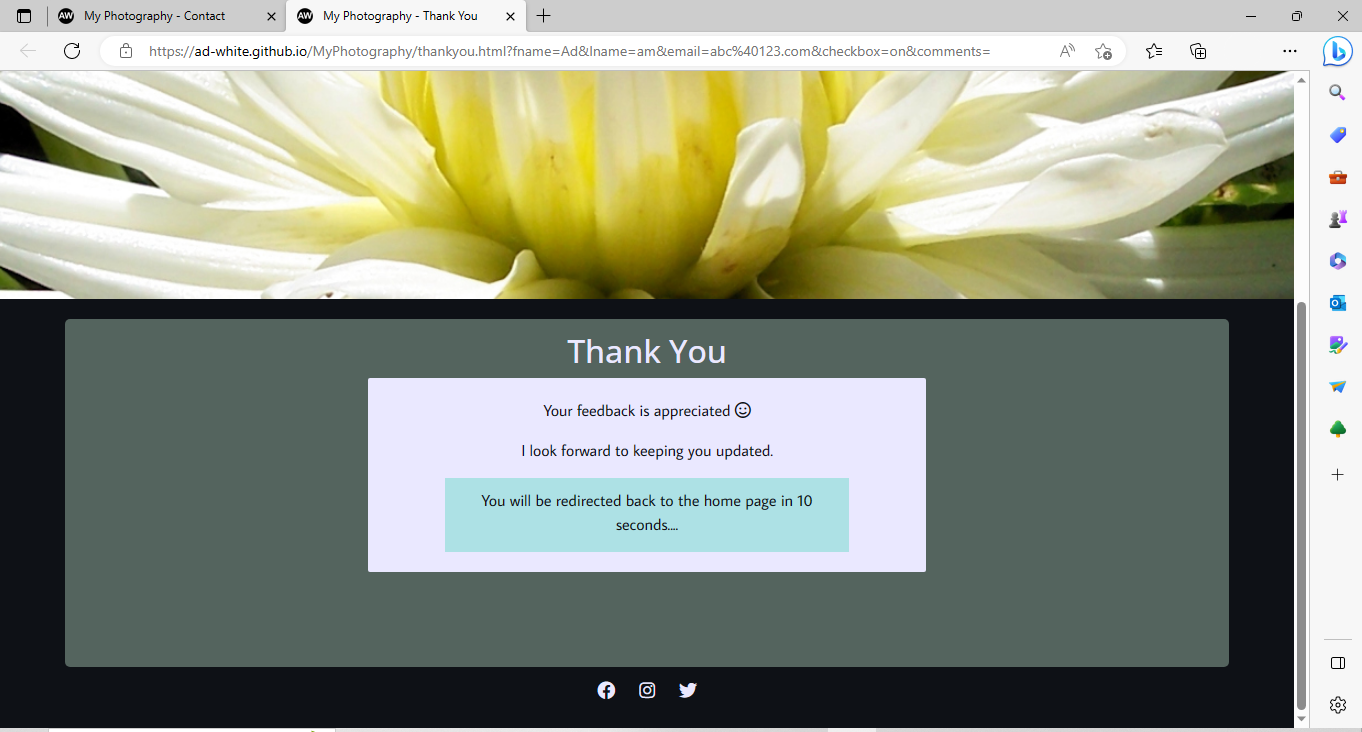 AW My Photography - Contact
AW My Photography - Thank You
https://ad-white.github.io/MyPhotography/thankyou.html?fname=Ad&lname=am&email=abc%40123.com&checkbox=on&comments=
Thank You
Your feedback is appreciated
I look forward to keeping you updated.
You will be redirected back to the home page in 10
seconds....